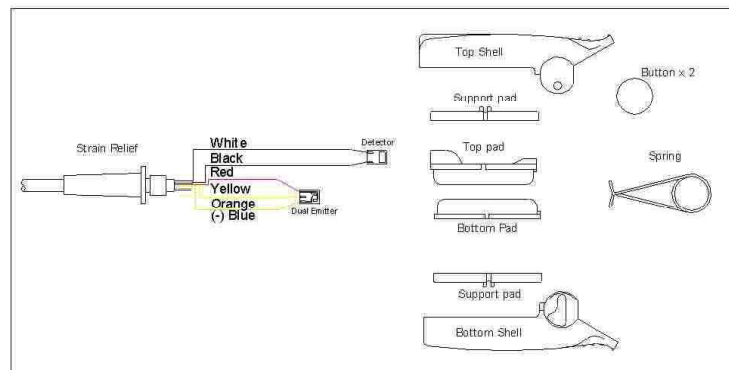 Strain Relief
White
Black
Red
Yellow
Orange
(-) Blue
Detector
Dual Emitter
Top Shell
Support pad
Top pad
Bottom Pad
Support pad
Bottom Shell
Button x 2
Spring